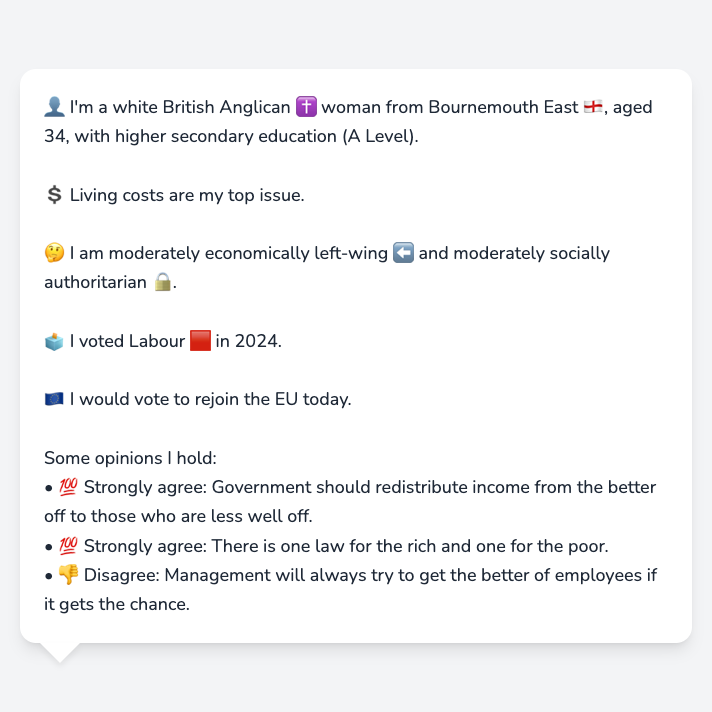 👤 I'm a white British Anglican ✝️ woman from Bournemouth East 🏴󠁧󠁢󠁥󠁮󠁧󠁿, aged
34, with higher secondary education (A Level).
💲 Living costs are my top issue.
🤔 I am moderately economically left-wing ⬅️ and moderately socially
authoritarian 🔒.
🗳️ I voted Labour 🟥 in 2024.
🇪🇺 I would vote to rejoin the EU today.
Some opinions I hold:
• 💯 Strongly agree: Government should redistribute income from the better
off to those who are less well off.
• 💯 Strongly agree: There is one law for the rich and one for the poor.
• 👎 Disagree: Management will always try to get the better of employees if
it gets the chance.